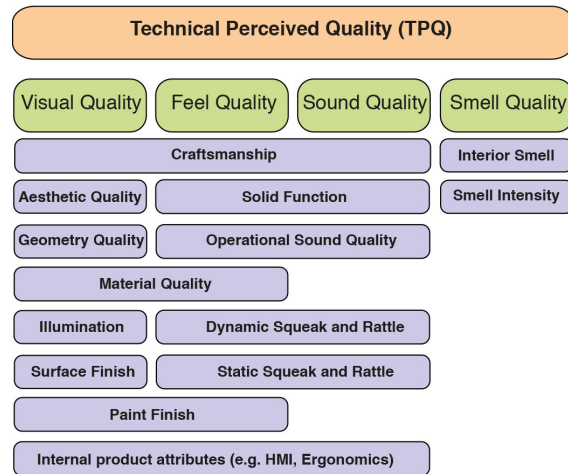 Technical Perceived Quality (TPQ)
Visual Quality
Feel Quality
Sound Quality
Smell Quality
Craftsmanship
Interior Smell
Aesthetic Quality
Solid Function
Smell Intensity
Geometry Quality
Operational Sound Quality
Material Quality
Illumination
Dynamic Squeak and Rattle
Surface Finish
Static Squeak and Rattle
Paint Finish
Internal product attributes (e.g. HMI, Ergonomics)